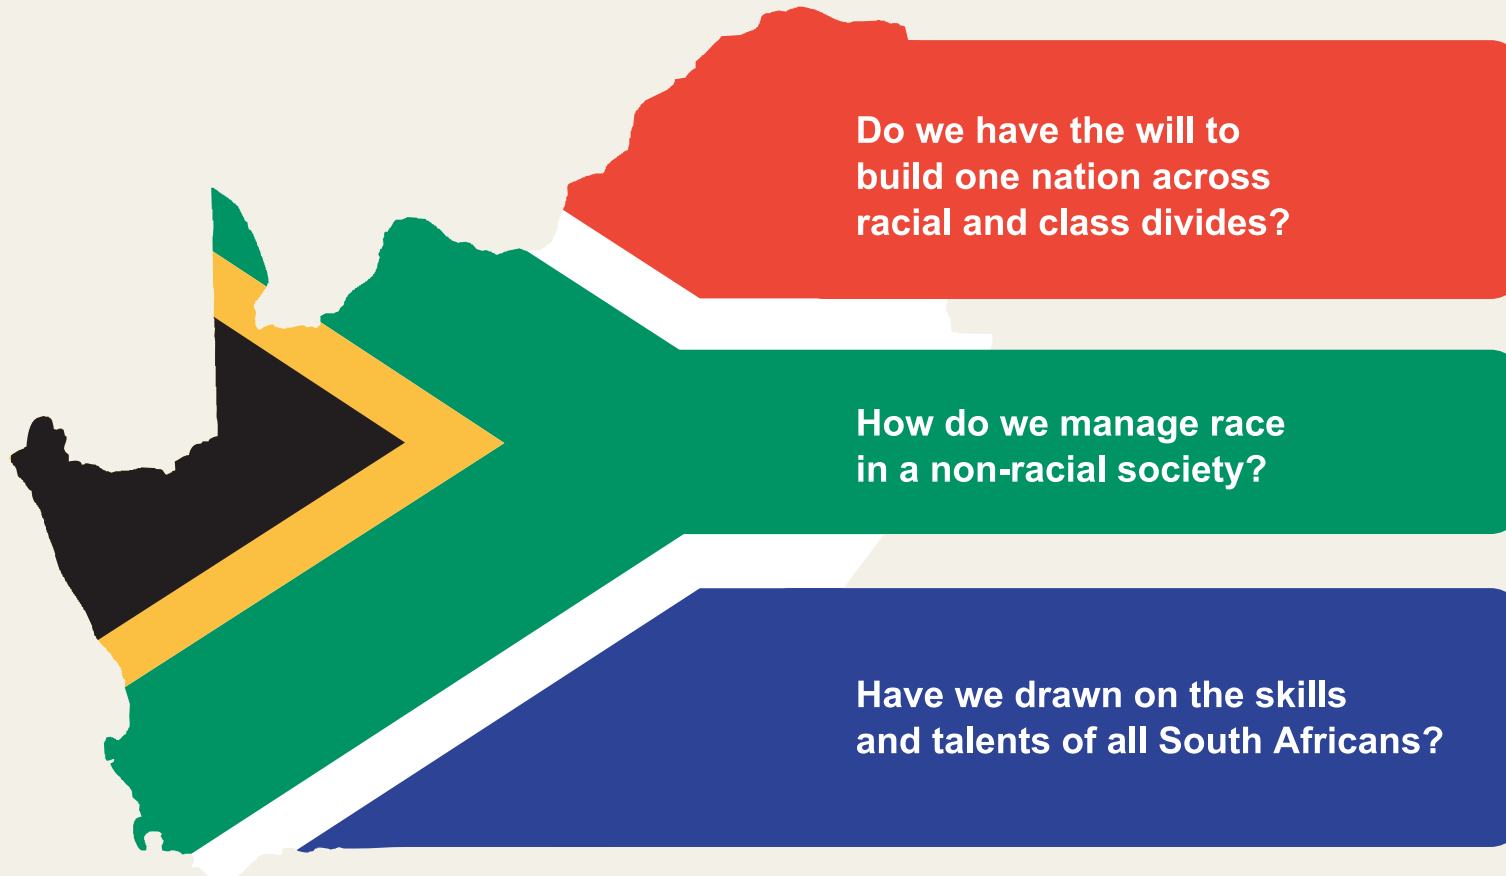 Do we have the will to
build one nation across
racial and class divides?
How do we manage race
in a non-racial society?
Have we drawn on the skills
and talents of all South Africans?